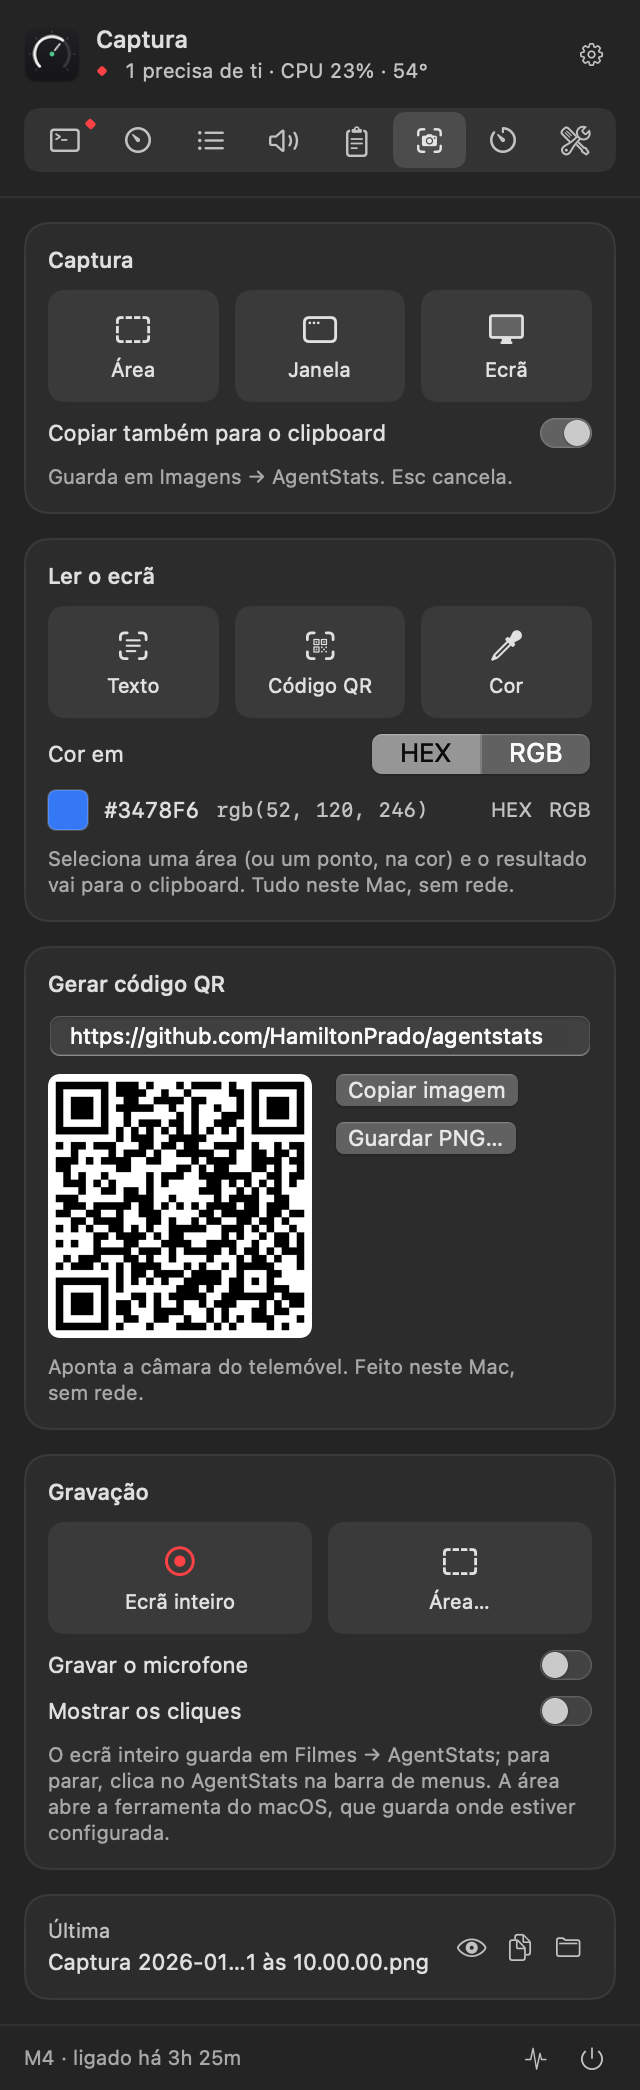 Captura
1 precisa de ti · CPU 23% · 54°
Captura
Área
Janela
Ecrã
Copiar também para o clipboard
Guarda em Imagens → AgentStats. Esc cancela.
Ler o ecrã
Texto
Código QR
Cor
Cor em
HEX
RGB
#3478F6 rgb(52, 120, 246) HEX RGB
Seleciona uma área (ou um ponto, na cor) e o resultado
vai para o clipboard. Tudo neste Mac, sem rede.
Gerar código QR
https://github.com/HamiltonPrado/agentstats
Copiar imagem
Guardar PNG...
Aponta a câmara do telemóvel. Feito neste Mac,
sem rede.
Gravação
Ecrã inteiro
Área...
Gravar o microfone
Mostrar os cliques
O ecrã inteiro guarda em Filmes → AgentStats; para
parar, clica no AgentStats na barra de menus. A área
abre a ferramenta do macOS, que guarda onde estiver
configurada.
Última
Captura 2026-01...1 às 10.00.00.png
M4 · ligado há 3h 25m